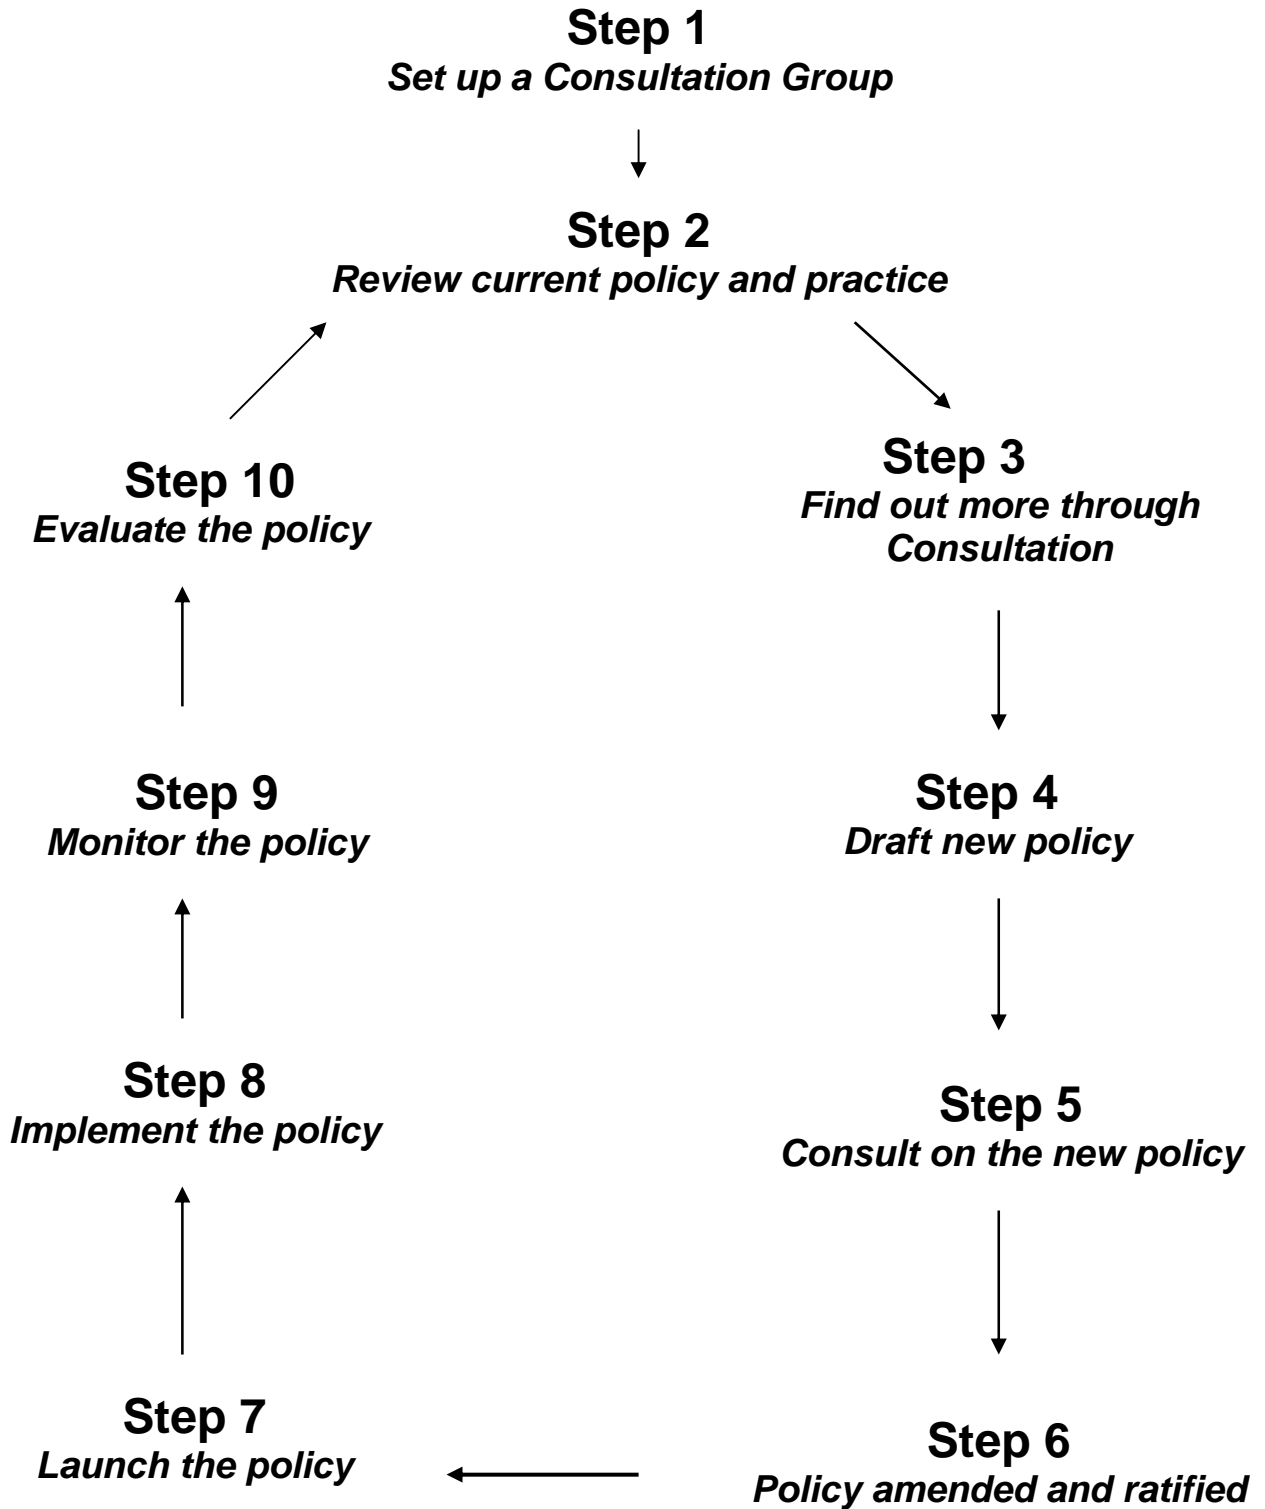 Step 1
Set up a Consultation Group
Step 2
Review current policy and practice
Step 3
Find out more through
Consultation
Step 4
Draft new policy
Step 5
Consult on the new policy
Step 6
Policy amended and ratified
Step 7
Launch the policy
Step 8
Implement the policy
Step 9
Monitor the policy
Step 10
Evaluate the policy